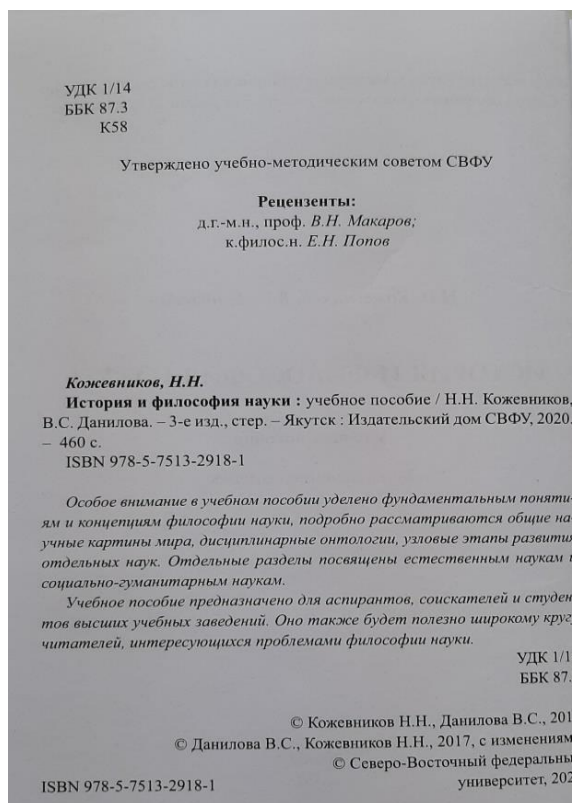 УДК 1/14
ББК 87.3
К58
Утверждено учебно-методическим советом СВФУ
Рецензенты:
д.г.-м.н., проф. В.Н. Макаров;
к.филос.н. Е.Н. Попов
Кожевников, Н.Н.
История и философия науки : учебное пособие / Н.Н. Кожевников,
В.С. Данилова. – 3-е изд., стер. – Якутск : Издательский дом СВФУ, 2020.
– 460 с.
ISBN 978-5-7513-2918-1
Особое внимание в учебном пособии уделено фундаментальным поняти-
ям и концепциям философии науки, подробно рассматриваются общие на-
учные картины мира, дисциплинарные онтологии, узловые этапы развития
отдельных наук. Отдельные разделы посвящены естественным наукам и
социально-гуманитарным наукам.
Учебное пособие предназначено для аспирантов, соискателей и студен-
тов высших учебных заведений. Оно также будет полезно широкому кругу
читателей, интересующихся проблемами философии науки.
УДК 1/1
ББК 87.
© Кожевников Н.Н., Данилова В.С., 201
© Данилова В.С., Кожевников Н.Н., 2017, с изменениям
© Северо-Восточный федеральны
ISBN 978-5-7513-2918-1 университет, 202